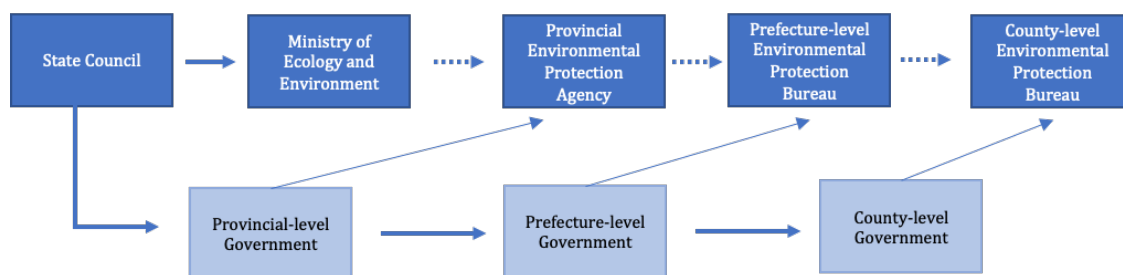 State Council
Ministry of
Ecology and
Environment
Provincial
Environmental
Protection
Agency
Prefecture-level
Environmental
Protection
Bureau
County-level
Environmental
Protection
Bureau
Provincial-level
Government
Prefecture-level
Government
County-level
Government